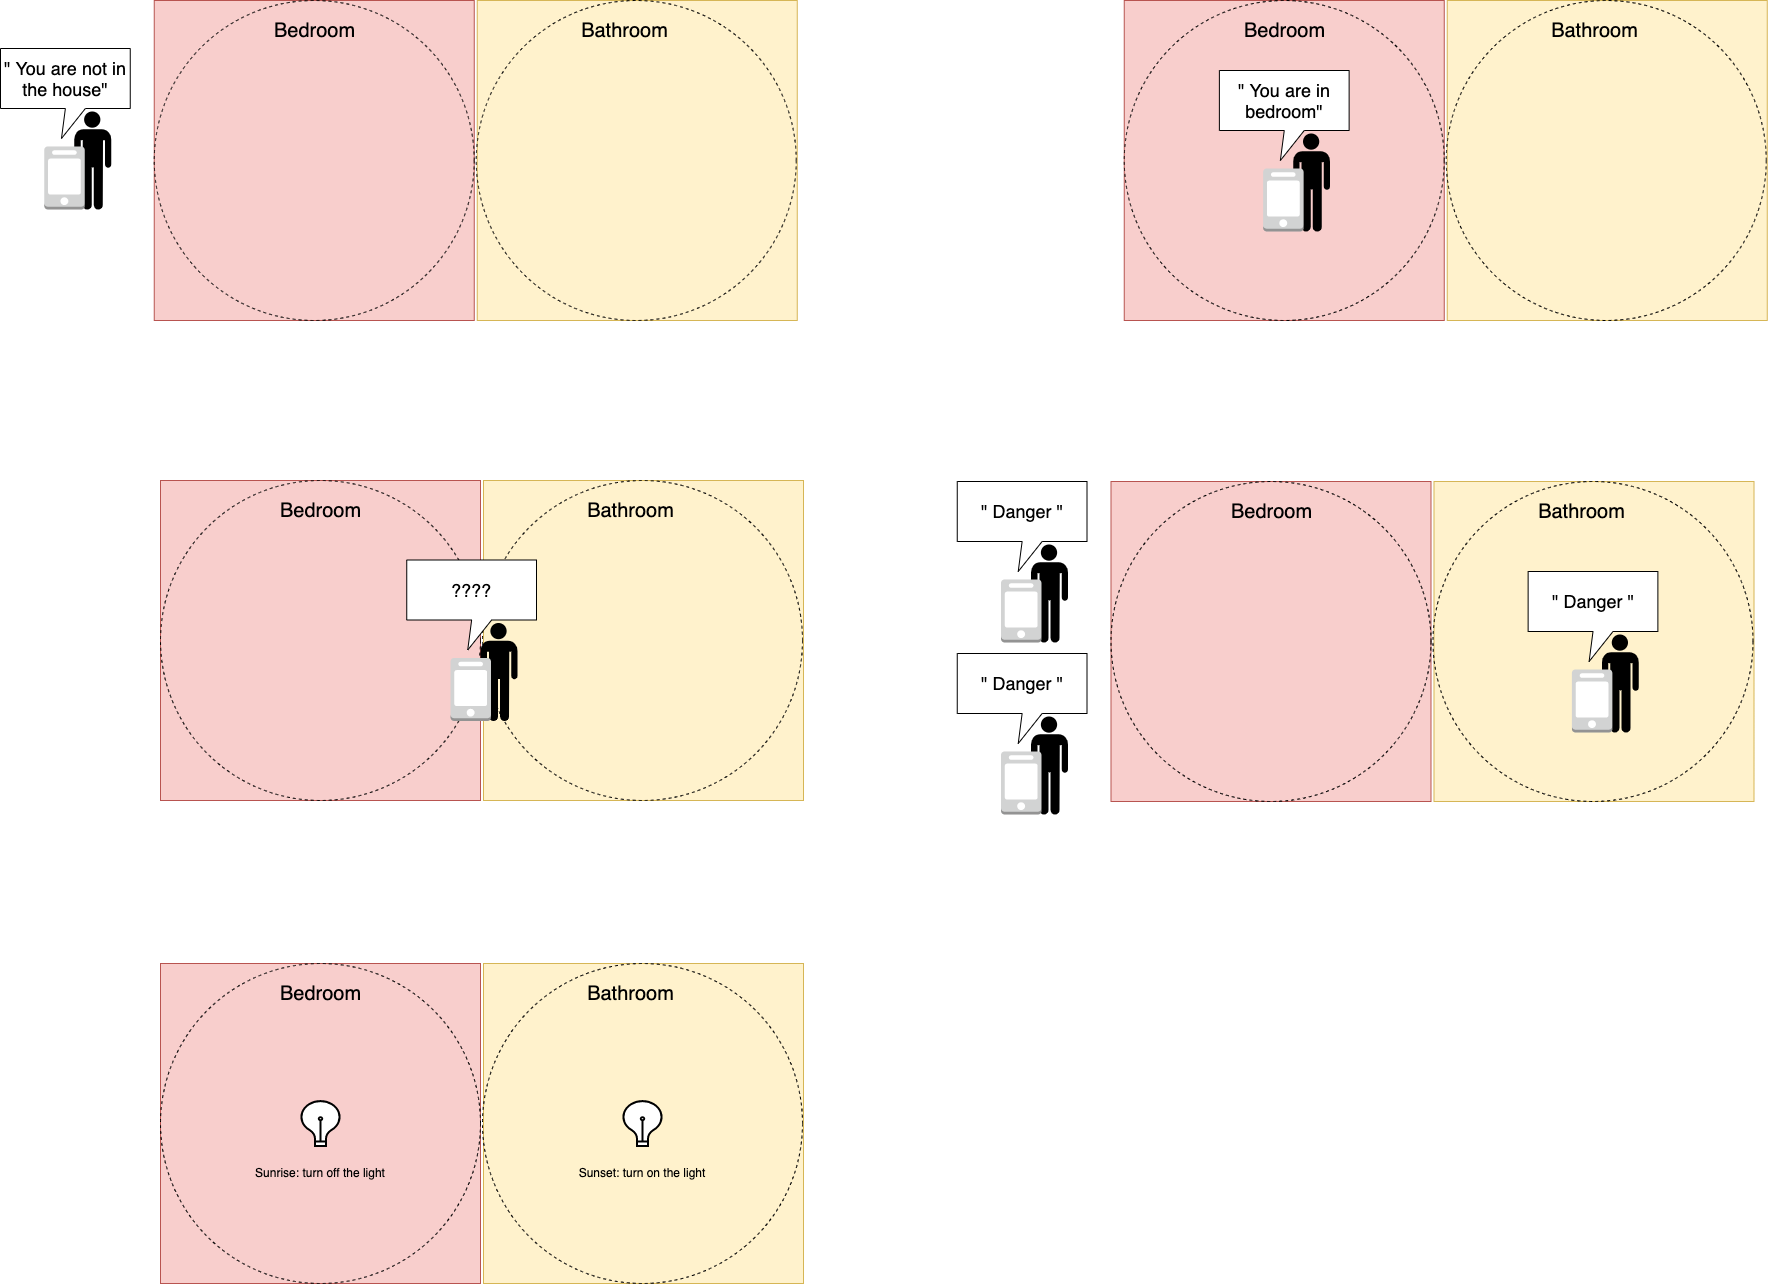 Bedroom
Bathroom
" You are not in
the house"
Bedroom
Bathroom
" You are in
bedroom"
Bedroom
Bathroom
????
" Danger "
Bedroom
Bathroom
" Danger "
" Danger "
Bedroom
Bathroom
Sunrise: turn off the light
Sunset: turn on the light